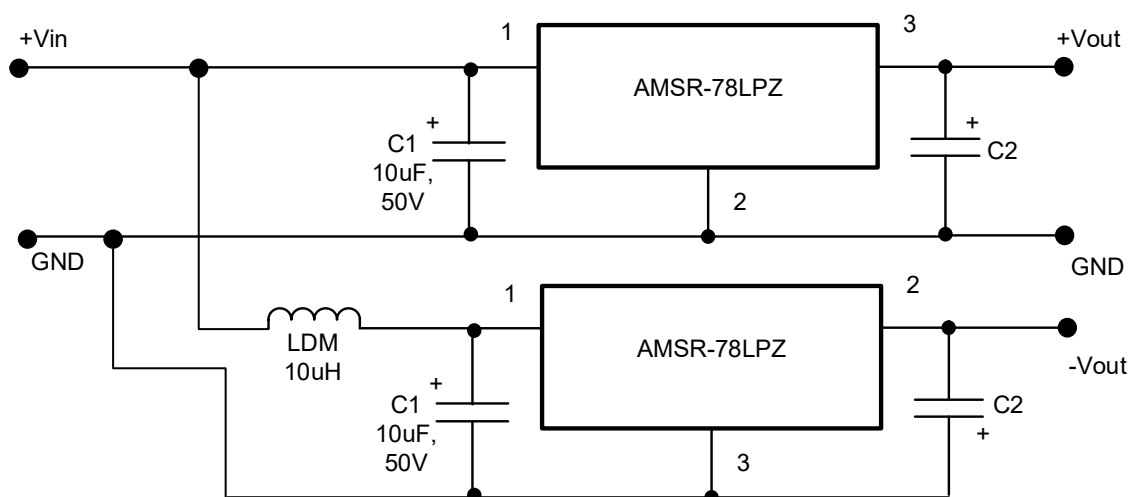 +Vin
1
AMSR-78LPZ
3
+Vout
+
C1
10uF,
50V
2
+
C2
GND
GND
LDM
10uH
1
AMSR-78LPZ
2
-Vout
+
C1
10uF,
50V
3
C2
+